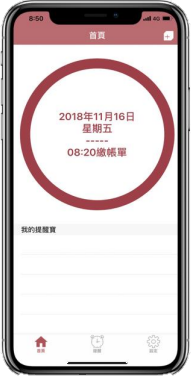 8:50
4G
首頁
2018年11月16日
星期五
-----
08:20繳帳單
我的提醒寶
首頁
提醒
設定